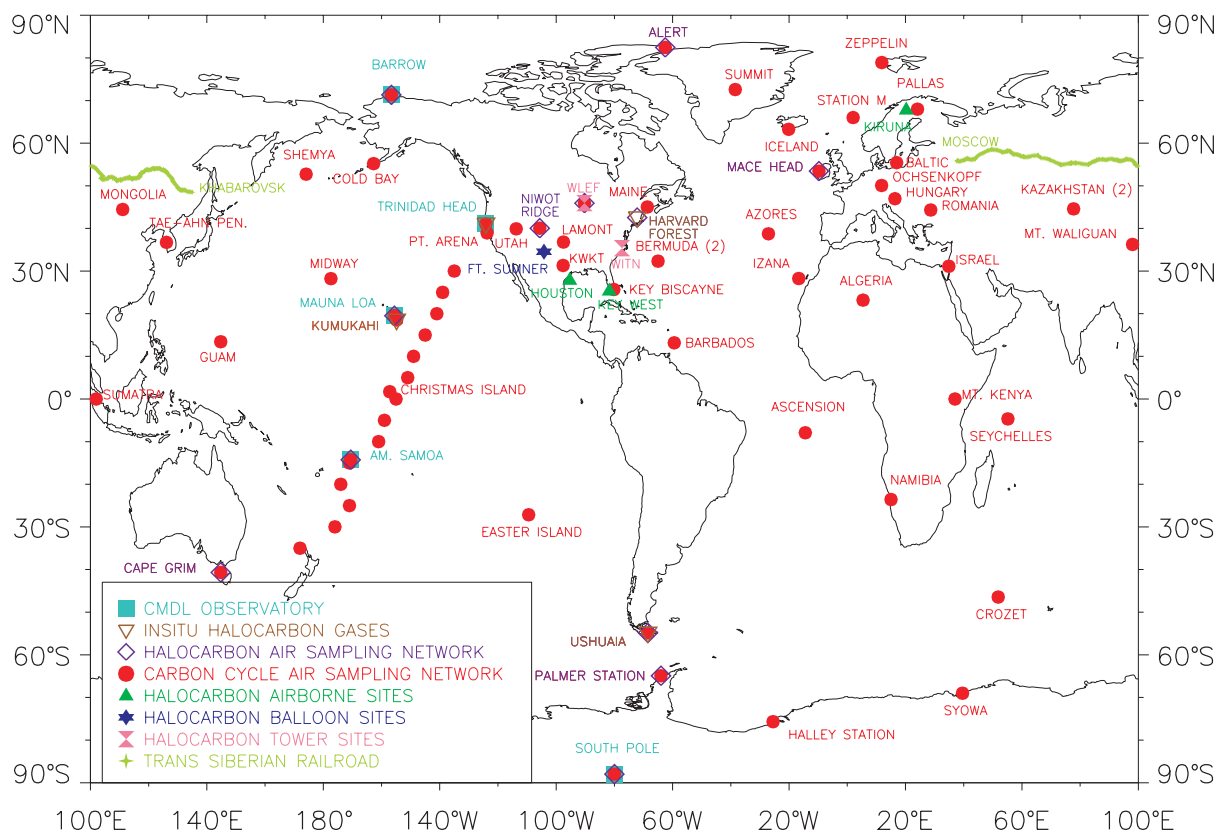 90°N
90°N
ALERT
ZEPPELIN
BARROW
SUMMIT
PALLAS
STATION M
60°N
60°N
KIRUNA
ICELAND
MOSCOW
SHEMYA
COLD BAY
MACE HEAD
BALTIC
OCHSENKOPF
MONGOLIA
KHABAROVSK
WLEF
MAINE
HUNGARY
KAZAKHSTAN (2)
NIWOT
RIDGE
TRINIDAD HEAD
ROMANIA
AZORES
TAE-AHN PEN.
HARVARD
FOREST
LAMONT
PT. ARENA
UTAH
BERMUDA (2)
MT. WALIGUAN
30°N
30°N
MIDWAY
FT. SUMNER
KWKT
WITN
IZANA
ISRAEL
ALGERIA
HOUSTON
KEY BISCAYNE
KEY WEST
MAUNA LOA
KUMUKAHI
GUAM
BARBADOS
0°
0°
SUMATRA
CHRISTMAS ISLAND
MT. KENYA
ASCENSION
SEYCHELLES
AM. SAMOA
NAMIBIA
30°S
30°S
EASTER ISLAND
CAPE GRIM
CROZET
CMDL OBSERVATORY
INSITU HALOCARBON GASES
HALOCARBON AIR SAMPLING NETWORK
CARBON CYCLE AIR SAMPLING NETWORK
HALOCARBON AIRBORNE SITES
HALOCARBON BALLOON SITES
HALOCARBON TOWER SITES
TRANS SIBERIAN RAILROAD
USHUAIA
60°S
60°S
PALMER STATION
SYOWA
HALLEY STATION
SOUTH POLE
90°S
90°S
100°E 140°E 180° 140°W 100°W 60°W 20°W 20°E 60°E 100°E